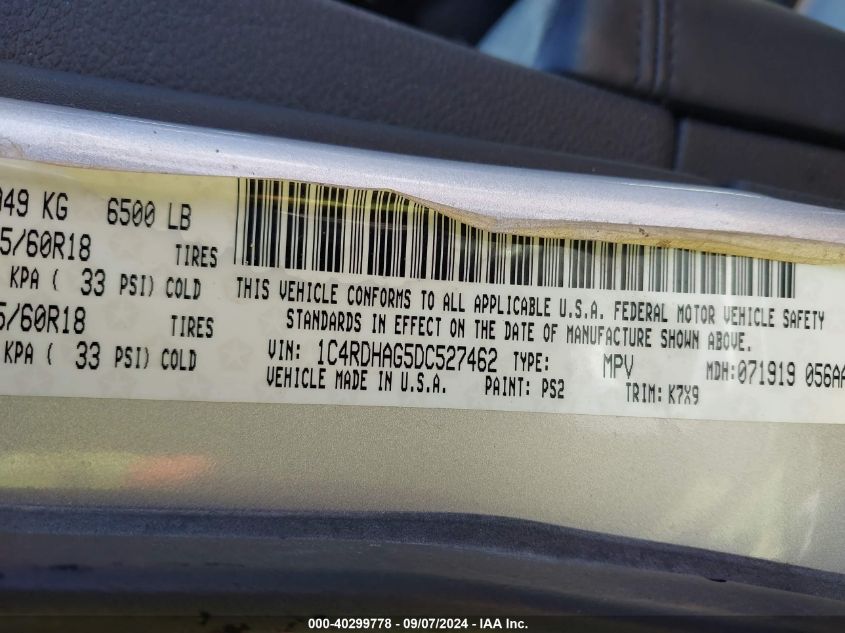 049 KG 6500 LB
5/60R18 TIRES
KPA ( 33 PSI) COLD
5/60R18 TIRES
KPA ( 33 PSI) COLD
THIS VEHICLE CONFORMS TO ALL APPLICABLE U.S.A. FEDERAL MOTOR VEHICLE SAFETY
STANDARDS IN EFFECT ON THE DATE OF MANUFACTURE SHOWN ABOVE.
VIN: 1C4RDHAG5DC527462 TYPE: MPV MDH:071919 056AA
VEHICLE MADE IN U.S.A. PAINT: PS2 TRIM: K7X9
000-40299778 - 09/07/2024 - IAA Inc.